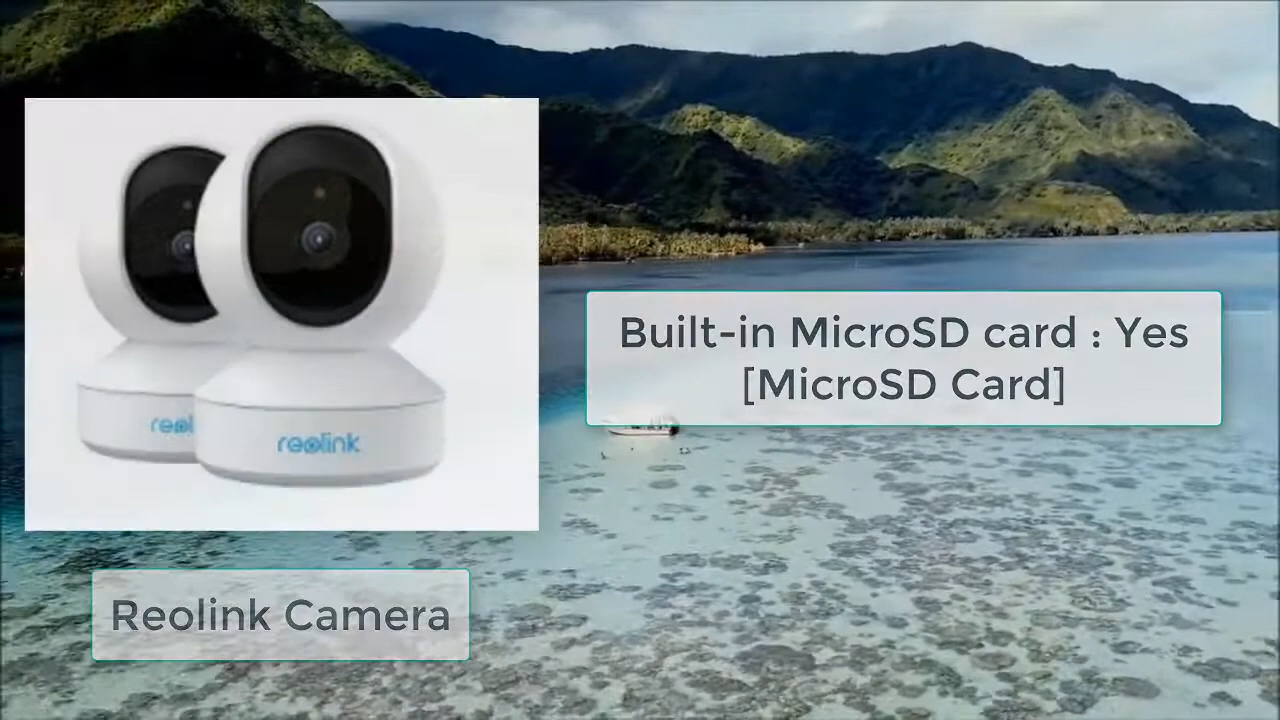 reolink
reolink
Built-in MicroSD card : Yes
[MicroSD Card]
Reolink Camera